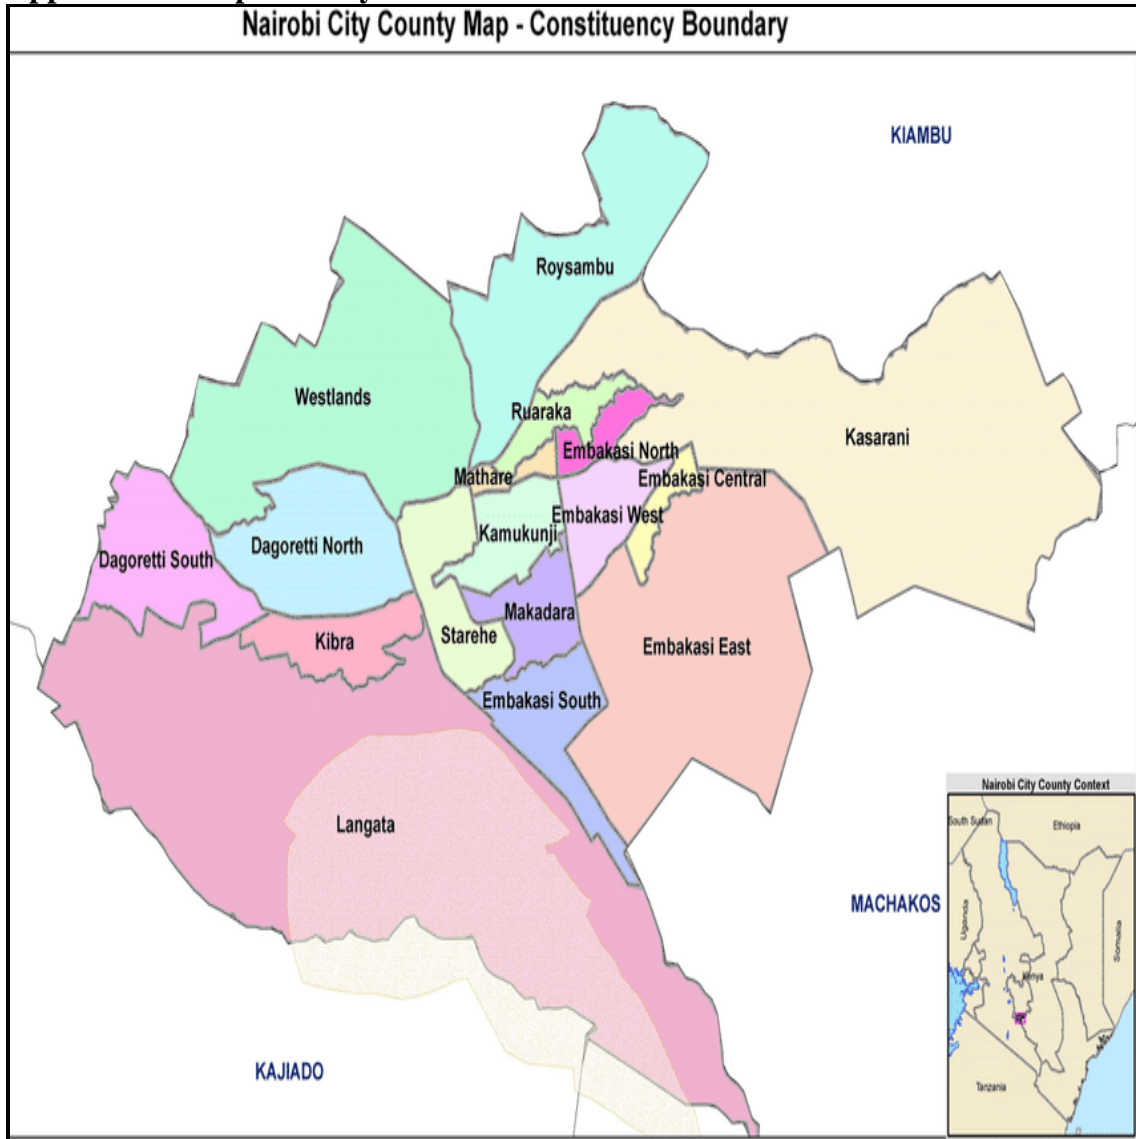 Nairobi City County Map - Constituency Boundary
KIAMBU
Roysambu
Westlands
Ruaraka
Kasarani
Embakasi North
Mathare
Embakasi Central
Embakasi West
Kamukunji
Dagoretti North
Dagoretti South
Makadara
Starehe
Kibra
Embakasi East
Embakasi South
Langata
MACHAKOS
KAJIADO
Nairobi City County Context
South Sudan
Ethiopia
Uganda
Somalia
Kenya
Tanzania